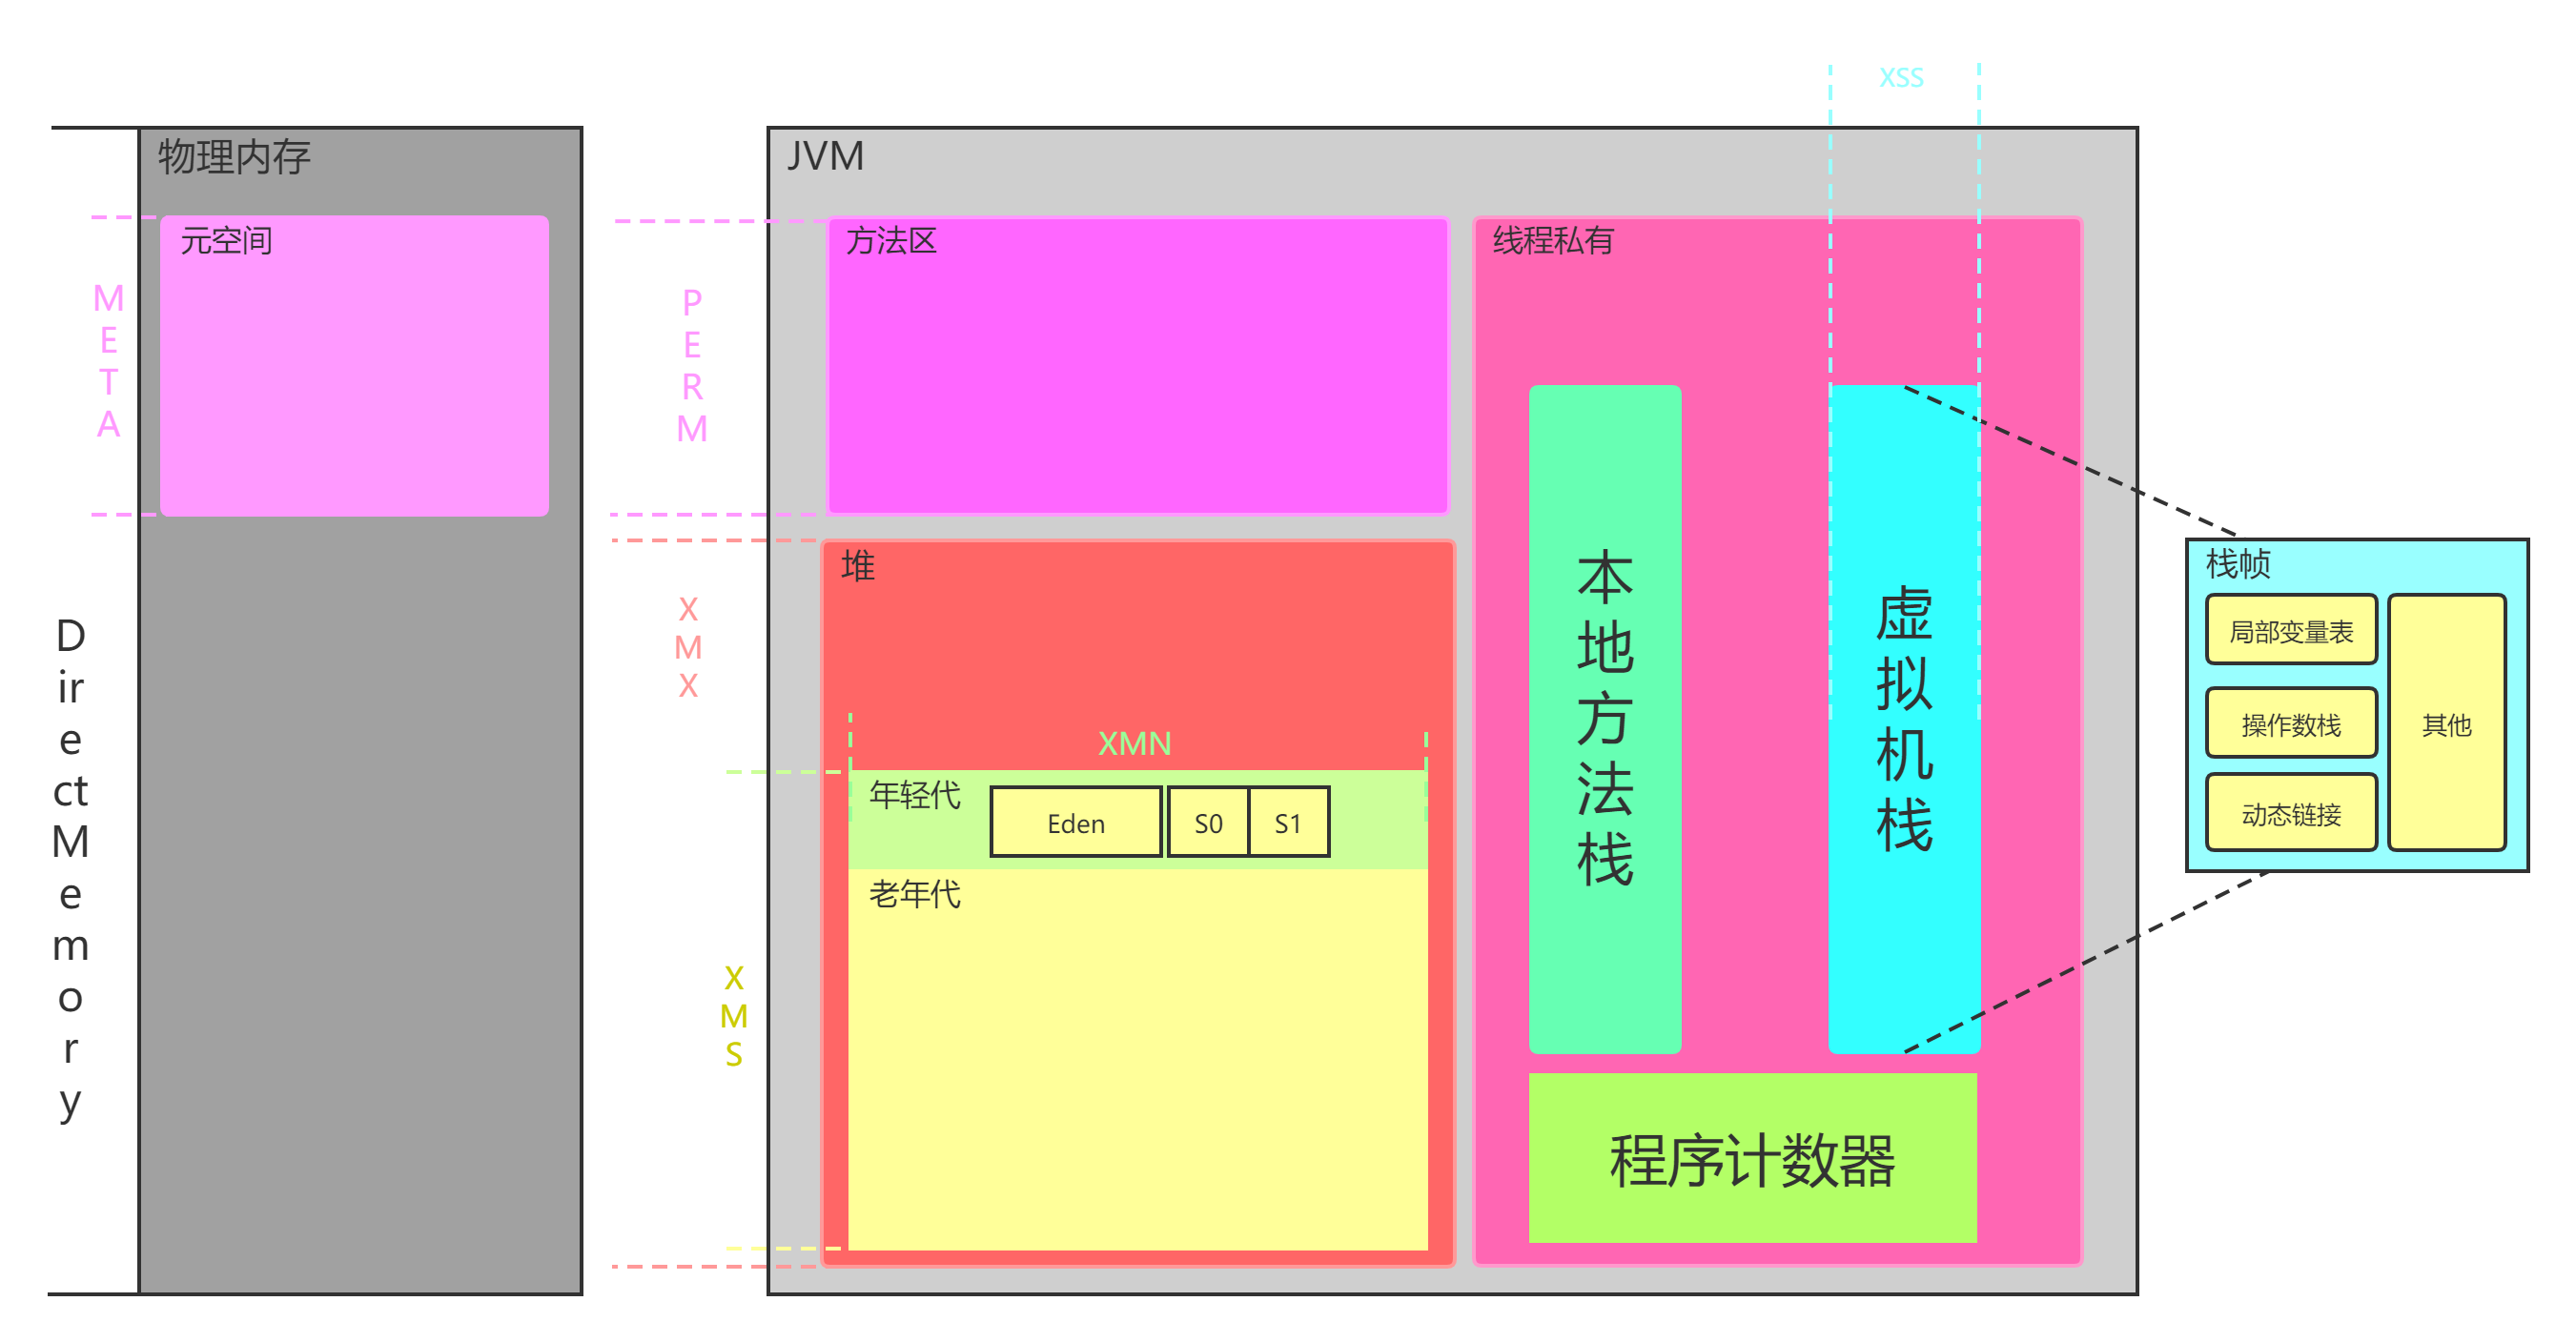 XSS
物理内存
JVM
元空间
方法区
线程私有
META
PERM
堆
栈帧
XMX
本地方法栈
虚拟机栈
局部变量表
操作数栈
动态链接
其他
DirectMemory
XMN
年轻代
Eden
S0
S1
老年代
XMS
程序计数器